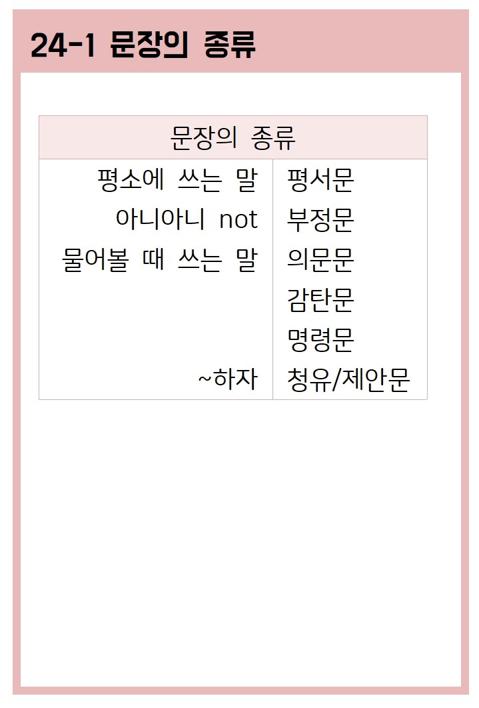 24-1 문장의 종류
문장의 종류
평소에 쓰는 말 평서문
아니아니 not 부정문
물어볼 때 쓰는 말 의문문
감탄문
명령문
~하자 청유/제안문